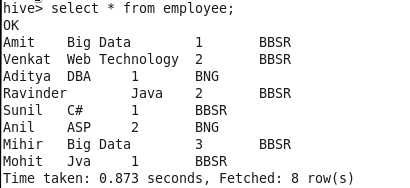 hive> select * from employee;
OK
Amit Big Data 1 BBSR
Venkat Web Technology 2 BBSR
Aditya DBA 1 BNG
Ravinder Java 2 BBSR
Sunil C# 1 BBSR
Anil ASP 2 BNG
Mihir Big Data 3 BBSR
Mohit Jva 1 BBSR
Time taken: 0.873 seconds, Fetched: 8 row(s)